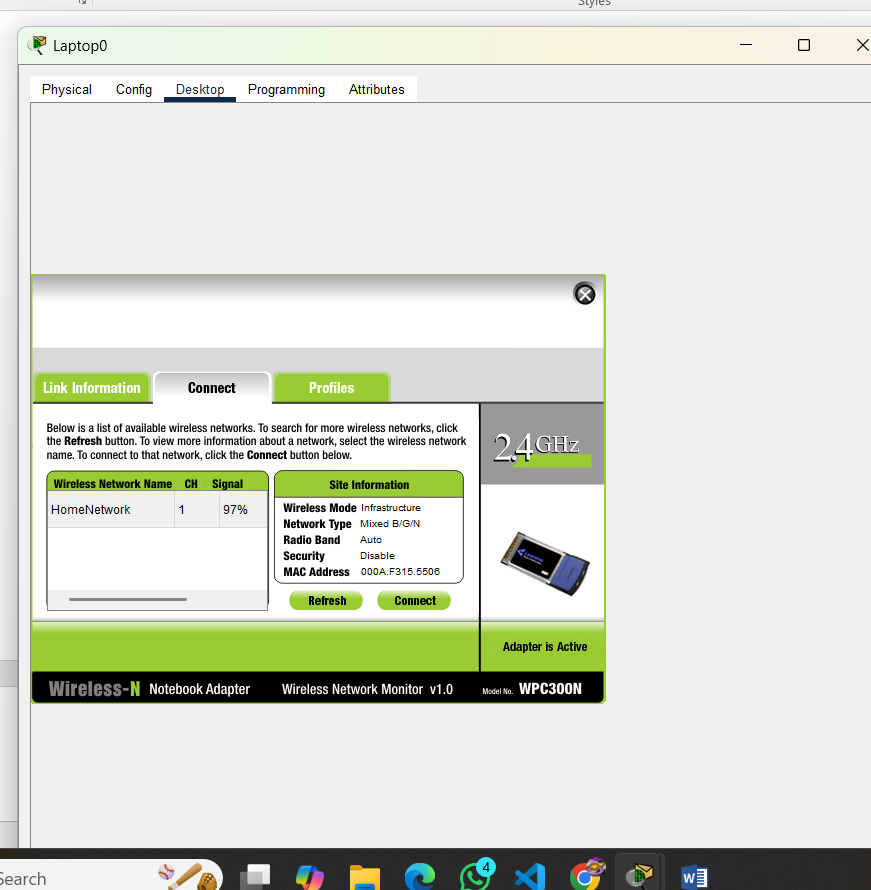 Styles
Laptop0
Physical Config Desktop Programming Attributes
Link Information Connect Profiles
Below is a list of available wireless networks. To search for more wireless networks, click
the Refresh button. To view more information about a network, select the wireless network
name. To connect to that network, click the Connect button below.
2.4GHz
Wireless Network Name CH Signal
HomeNetwork 1 97%
Site Information
Wireless Mode Infrastructure
Network Type Mixed B/G/N
Radio Band Auto
Security Disable
MAC Address 000A.F315.5506
Refresh Connect
Adapter is Active
Wireless-N Notebook Adapter Wireless Network Monitor v1.0 Model No. WPC300N
Search
4
W